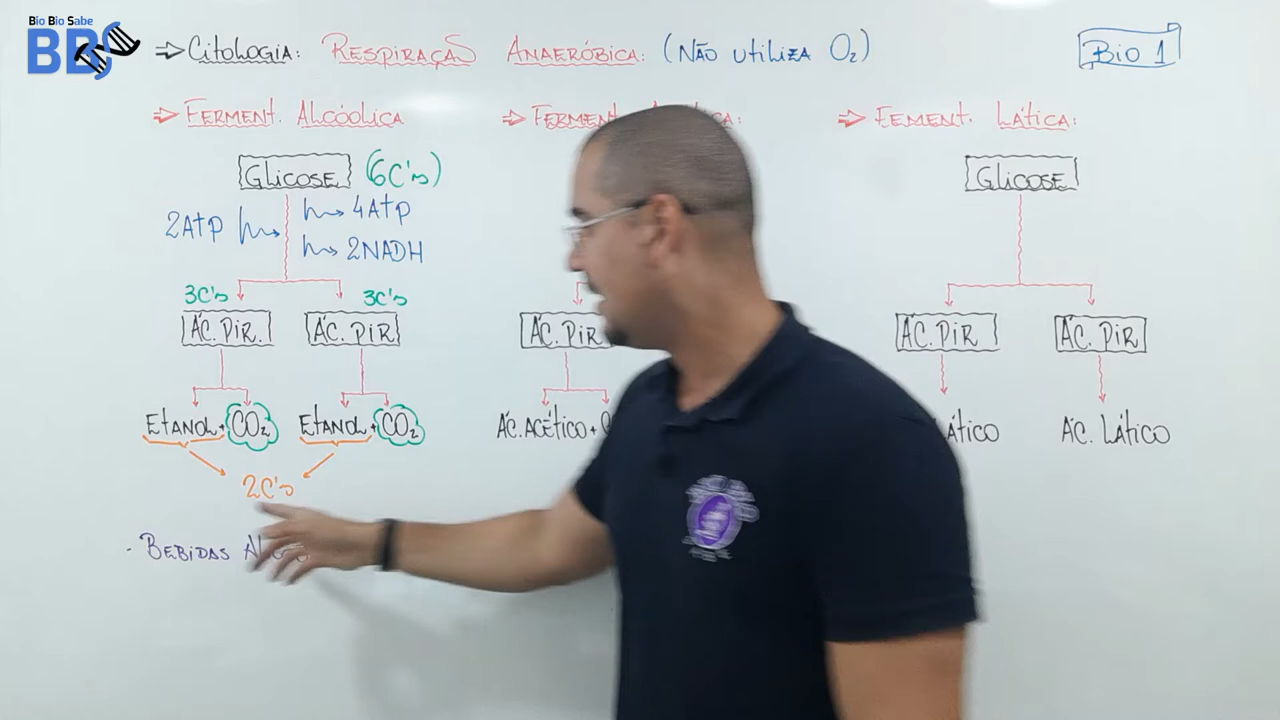 Bio Bio Sabe
BBS
⇒ Citologia: Respiração Anaeróbica: (Não utiliza O₂)
Bio 1
⇒ Ferment. Alcóolica
Glicose (6C's)
2ATP
4ATP
2NADH
3C's 3C's
Ác. Pir. Ác. Pir
Etanol + CO₂ Etanol + CO₂
2C's
· Bebidas
⇒ Ferment.
Ác. Pir
Ác. Acético +
⇒ Fement. Lática:
Glicose
Ác. Pir Ác. Pir
Ác. Lático